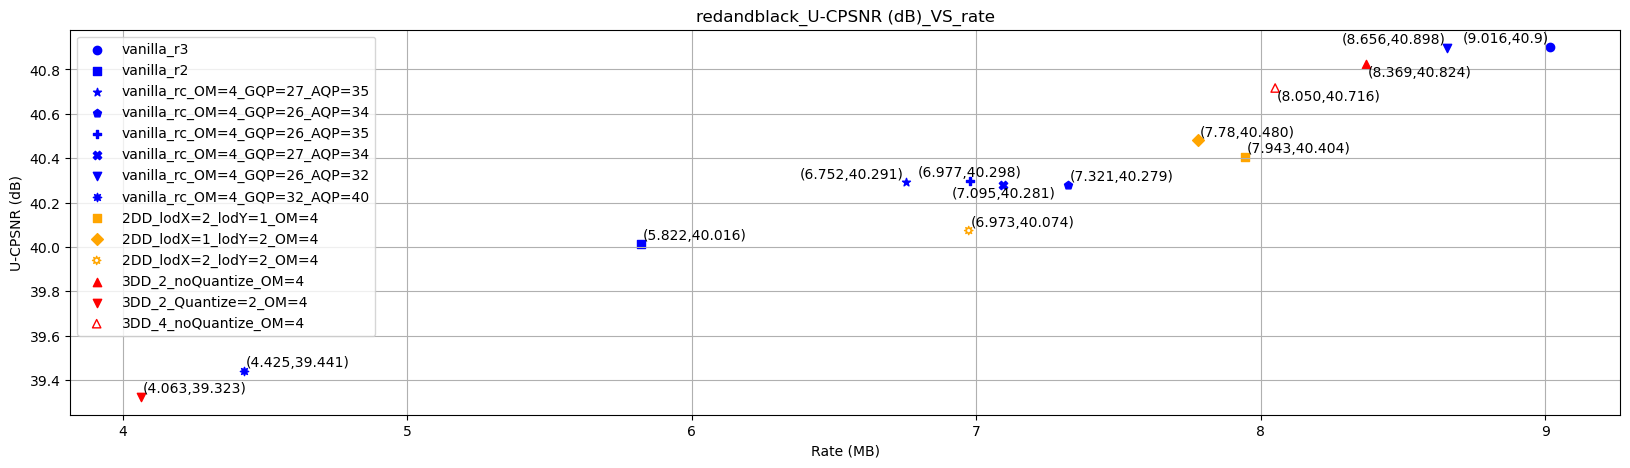 redandblack_U-CPSNR (dB)_VS_rate
U-CPSNR (dB)
40.8
40.6
40.4
40.2
40.0
39.8
39.6
39.4
vanilla_r3
vanilla_r2
vanilla_rc_OM=4_GQP=27_AQP=35
vanilla_rc_OM=4_GQP=26_AQP=34
vanilla_rc_OM=4_GQP=26_AQP=35
vanilla_rc_OM=4_GQP=27_AQP=34
vanilla_rc_OM=4_GQP=26_AQP=32
vanilla_rc_OM=4_GQP=32_AQP=40
2DD_lodX=2_lodY=1_OM=4
2DD_lodX=1_lodY=2_OM=4
2DD_lodX=2_lodY=2_OM=4
3DD_2_noQuantize_OM=4
3DD_2_Quantize=2_OM=4
3DD_4_noQuantize_OM=4
(8.656,40.898)
(9.016,40.9)
(8.369,40.824)
(8.050,40.716)
(7.78,40.480)
(7.943,40.404)
(6.752,40.291)
(6.977,40.298)
(7.321,40.279)
(7.095,40.281)
(6.973,40.074)
(5.822,40.016)
(4.425,39.441)
(4.063,39.323)
4
5
6
7
8
9
Rate (MB)